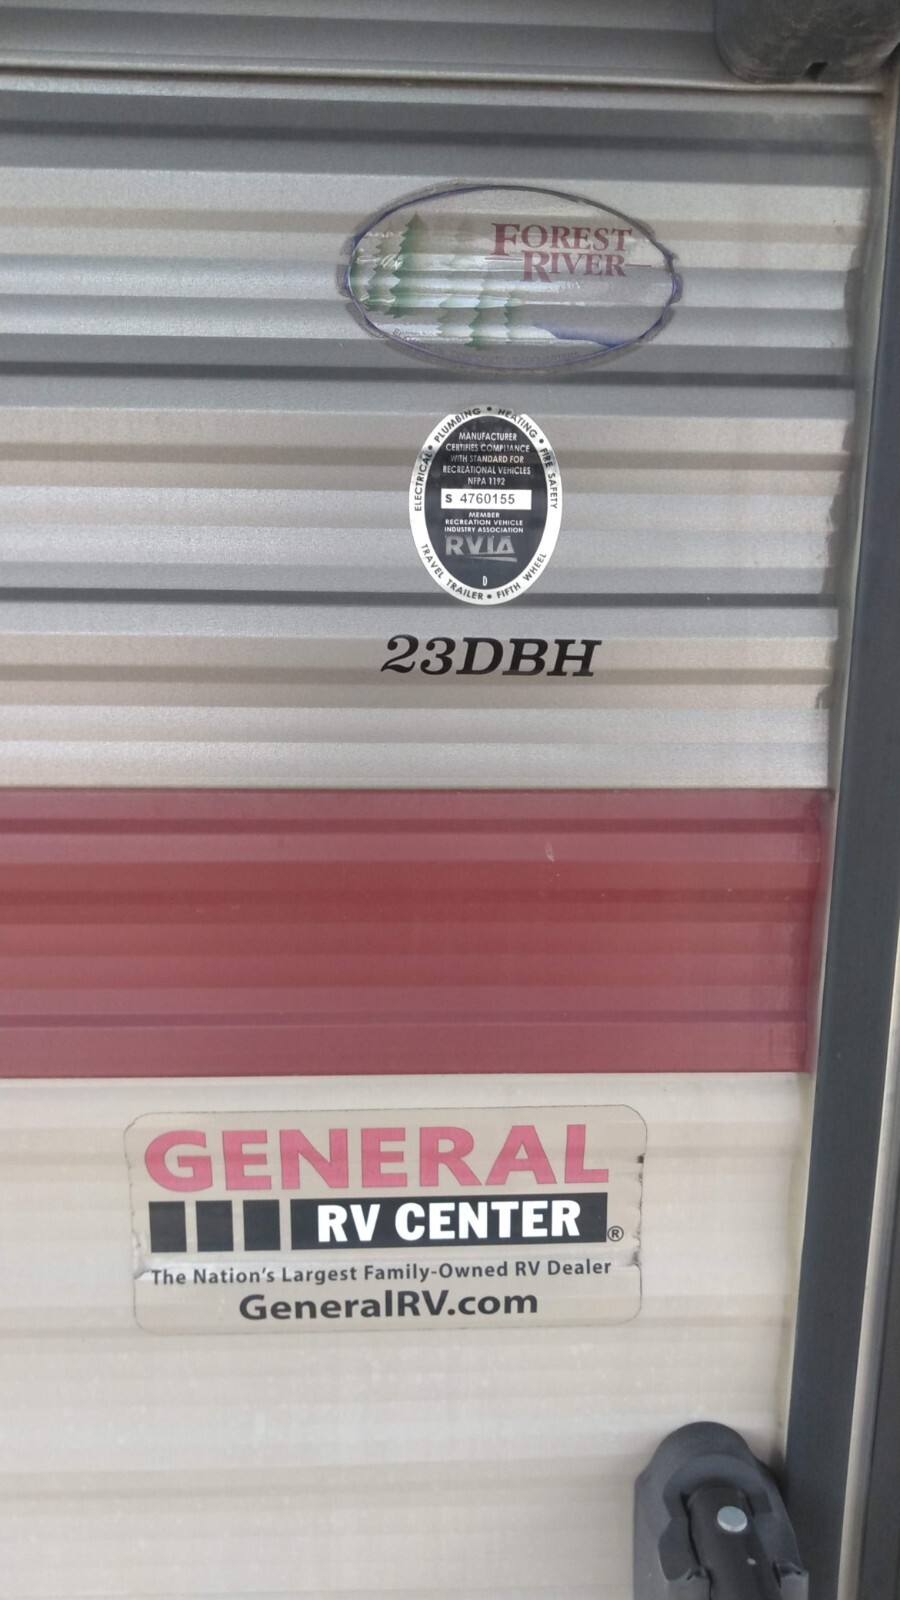 FOREST
RIVER
ELECTRICAL • PLUMBING • HEATING • FIRE SAFETY
MANUFACTURER
CERTIFIES COMPLIANCE
WITH STANDARD FOR
RECREATIONAL VEHICLES
NFPA 1192
S 4760155
MEMBER
RECREATION VEHICLE
INDUSTRY ASSOCIATION
RVIA
D
TRAVEL TRAILER • FIFTH WHEEL
23DBH
GENERAL
RV CENTER®
The Nation's Largest Family-Owned RV Dealer
GeneralRV.com